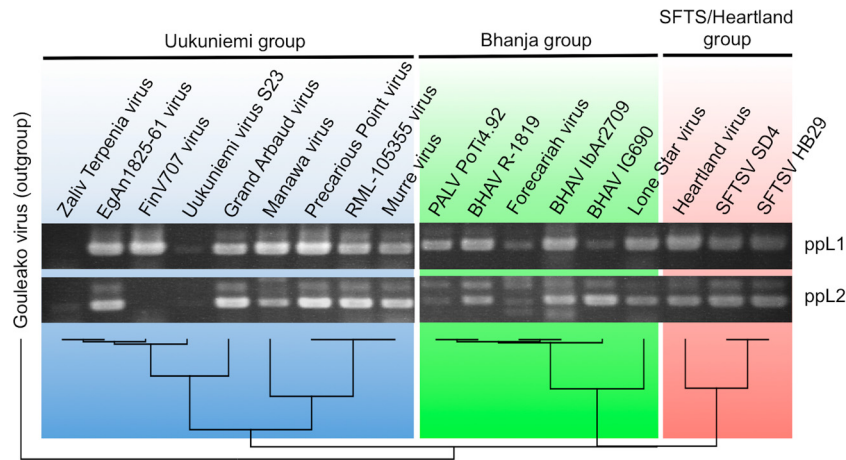 SFTS/Heartland
group
Uukuniemi group
Bhanja group
Gouleako virus (outgroup)
Zaliv Terpenia virus
EgAn1825-61 virus
FinV707 virus
Uukuniemi virus S23
Grand Arbaud virus
Manawa virus
Precarious Point virus
RML-105355 virus
Murre virus
PALV PoTi4.92
BHAV R-1819
Forecariah virus
BHAV IbAr2709
BHAV IG690
Lone Star virus
Heartland virus
SFTSV SD4
SFTSV HB29
ppL1
ppL2